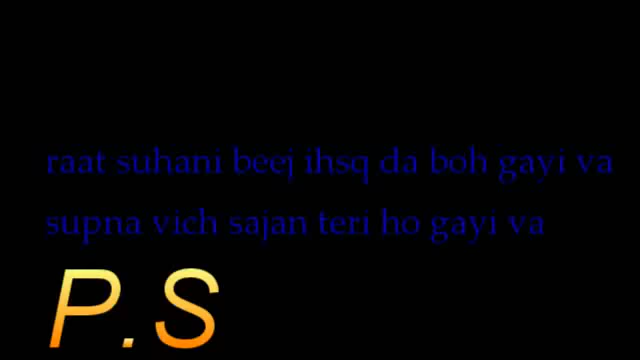 raat suhani beej ihsq da boh gayi va
supna vich sajan teri ho gayi va
P.S